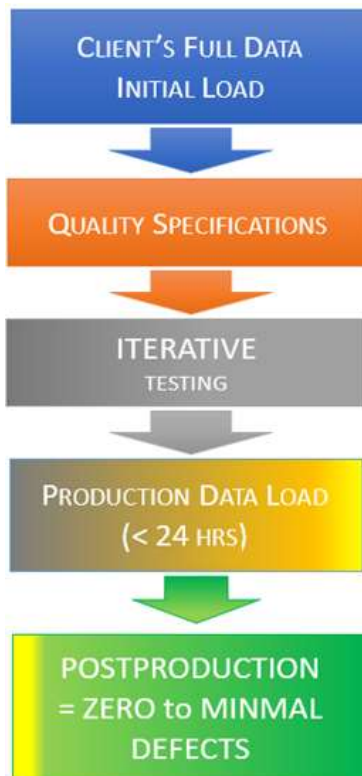 CLIENT'S FULL DATA
INITIAL LOAD
QUALITY SPECIFICATIONS
ITERATIVE
TESTING
PRODUCTION DATA LOAD
(< 24 HRS)
POSTPRODUCTION
= ZERO to MINMAL
DEFECTS